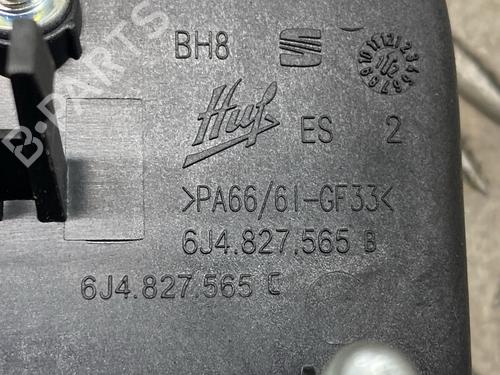 BH8
Huf
ES 2
>PA66/6I-GF33<
6J4.827.565 B
6J4.827.565 C
B-PARTS